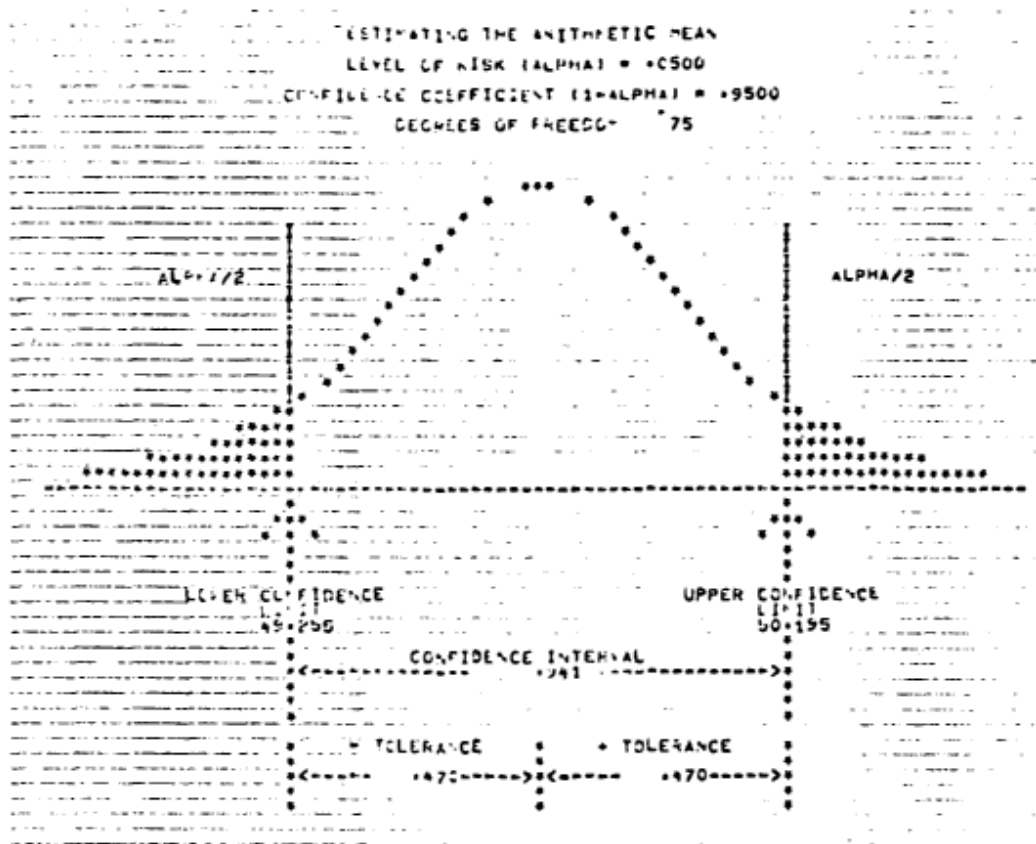 ESTIMATING THE ARITHMETIC MEAN
LEVEL OF RISK (ALPHA) = .0500
CONFIDENCE COEFFICIENT (1-ALPHA) = .9500
DEGREES OF FREEDOM 75
ALPHA/2 ALPHA/2
LOWER CONFIDENCE UPPER CONFIDENCE
LIMIT LIMIT
49.255 50.195
CONFIDENCE INTERVAL
.941
- TOLERANCE + TOLERANCE
.470 .470